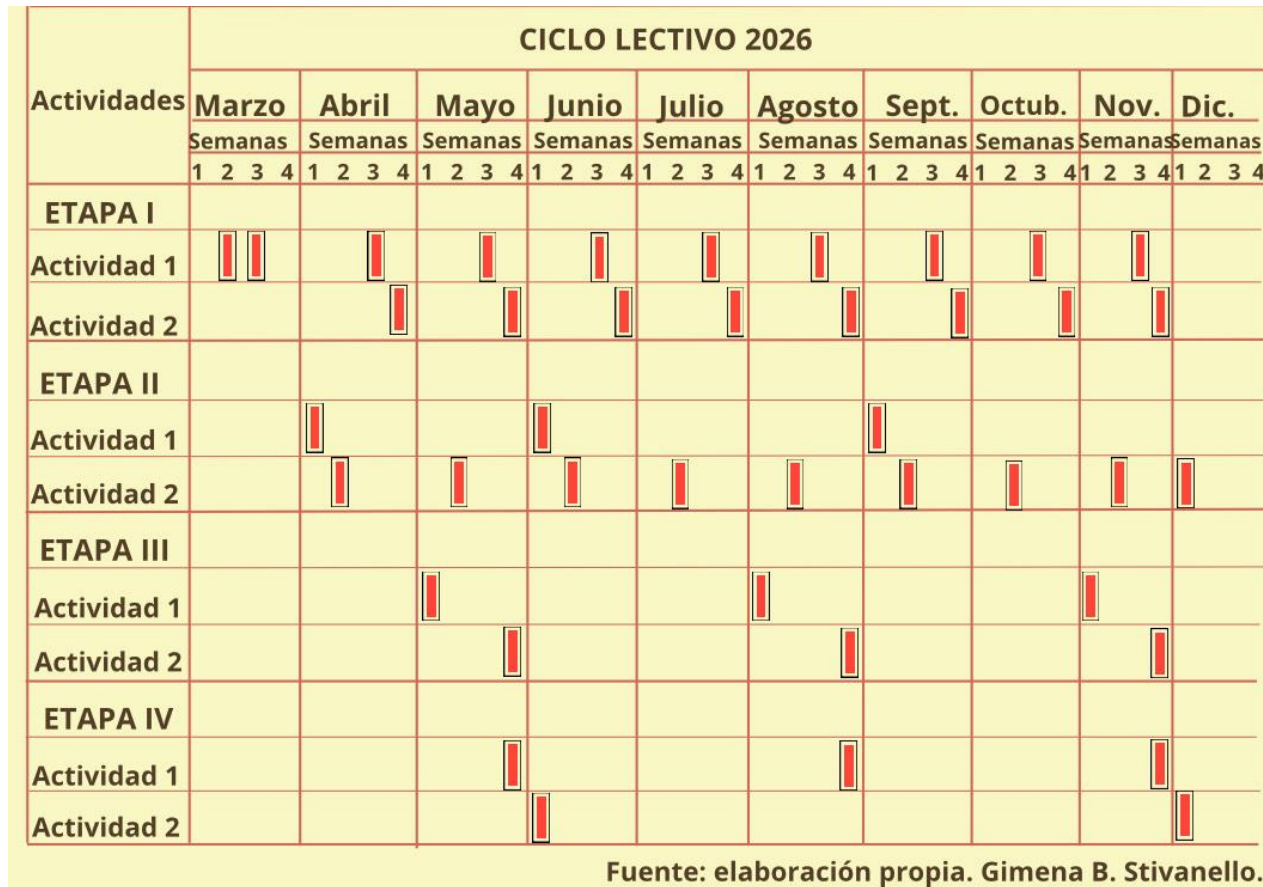 CICLO LECTIVO 2026
Actividades Marzo Abril Mayo Junio Julio Agosto Sept. Octub. Nov. Dic.
Semanas Semanas Semanas Semanas Semanas Semanas Semanas Semanas Semanas Semanas
1 2 3 4 1 2 3 4 1 2 3 4 1 2 3 4 1 2 3 4 1 2 3 4 1 2 3 4 1 2 3 4 1 2 3 4 1 2 3 4
ETAPA I
Actividad 1
Actividad 2
ETAPA II
Actividad 1
Actividad 2
ETAPA III
Actividad 1
Actividad 2
ETAPA IV
Actividad 1
Actividad 2
Fuente: elaboración propia. Gimena B. Stivanello.